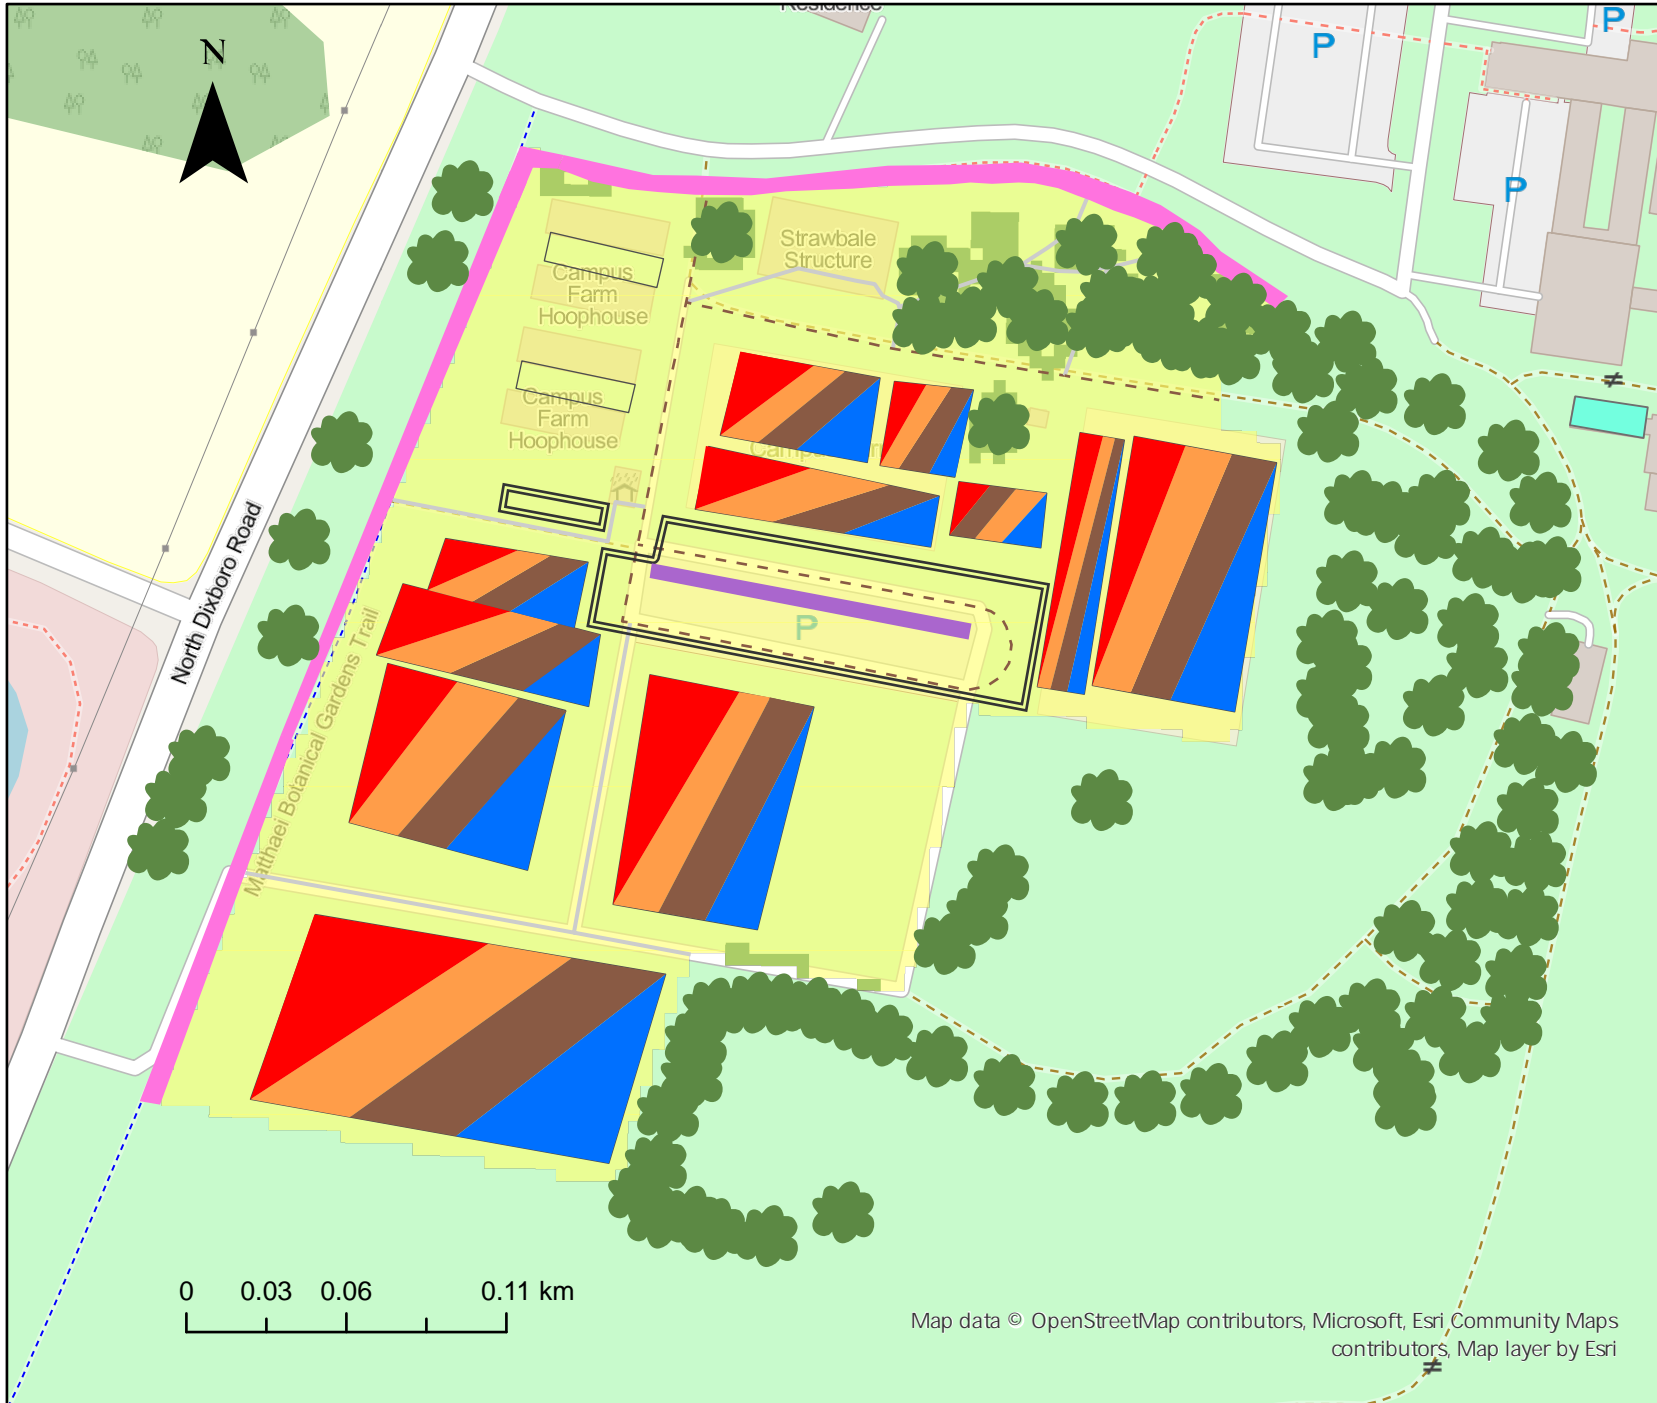 Residence
P
P
N
P
Strawbale
Structure
Campus
Farm
Hoophouse
Campus
Farm
Hoophouse
North Dixboro Road
P
Matthaei Botanical Gardens Trail
0 0.03 0.06 0.11 km
Map data © OpenStreetMap contributors, Microsoft, Esri Community Maps
contributors, Map layer by Esri